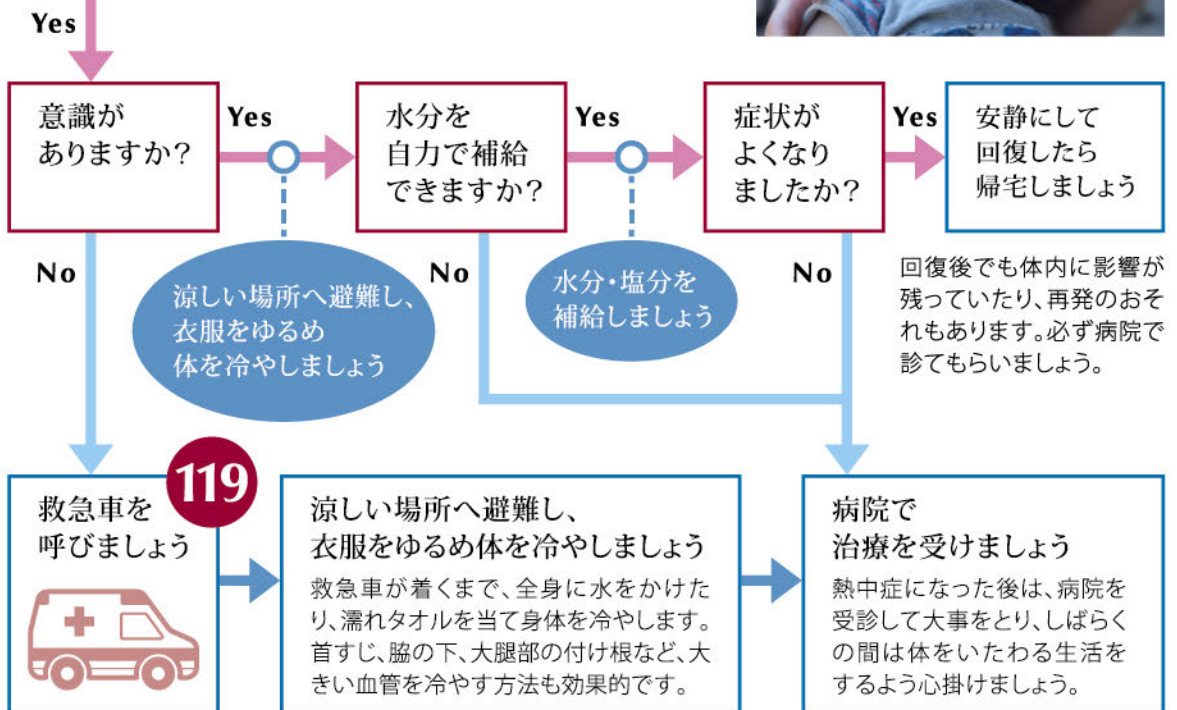 Yes
意識が
ありますか？
Yes
水分を
自力で補給
できますか？
Yes
症状が
よくなり
ましたか？
Yes
安静にして
回復したら
帰宅しましょう
No
涼しい場所へ避難し、
衣服をゆるめ
体を冷やしましょう
No
水分・塩分を
補給しましょう
No
回復後でも体内に影響が
残っていたり、再発のおそ
れもあります。必ず病院で
診てもらいましょう。
119
救急車を
呼びましょう
涼しい場所へ避難し、
衣服をゆるめ体を冷やしましょう
救急車が着くまで、全身に水をかけた
り、濡れタオルを当て身体を冷やします。
首すじ、脇の下、大腿部の付け根など、大
きい血管を冷やす方法も効果的です。
病院で
治療を受けましょう
熱中症になった後は、病院を
受診して大事をとり、しばらく
の間は体をいたわる生活を
するよう心掛けましょう。